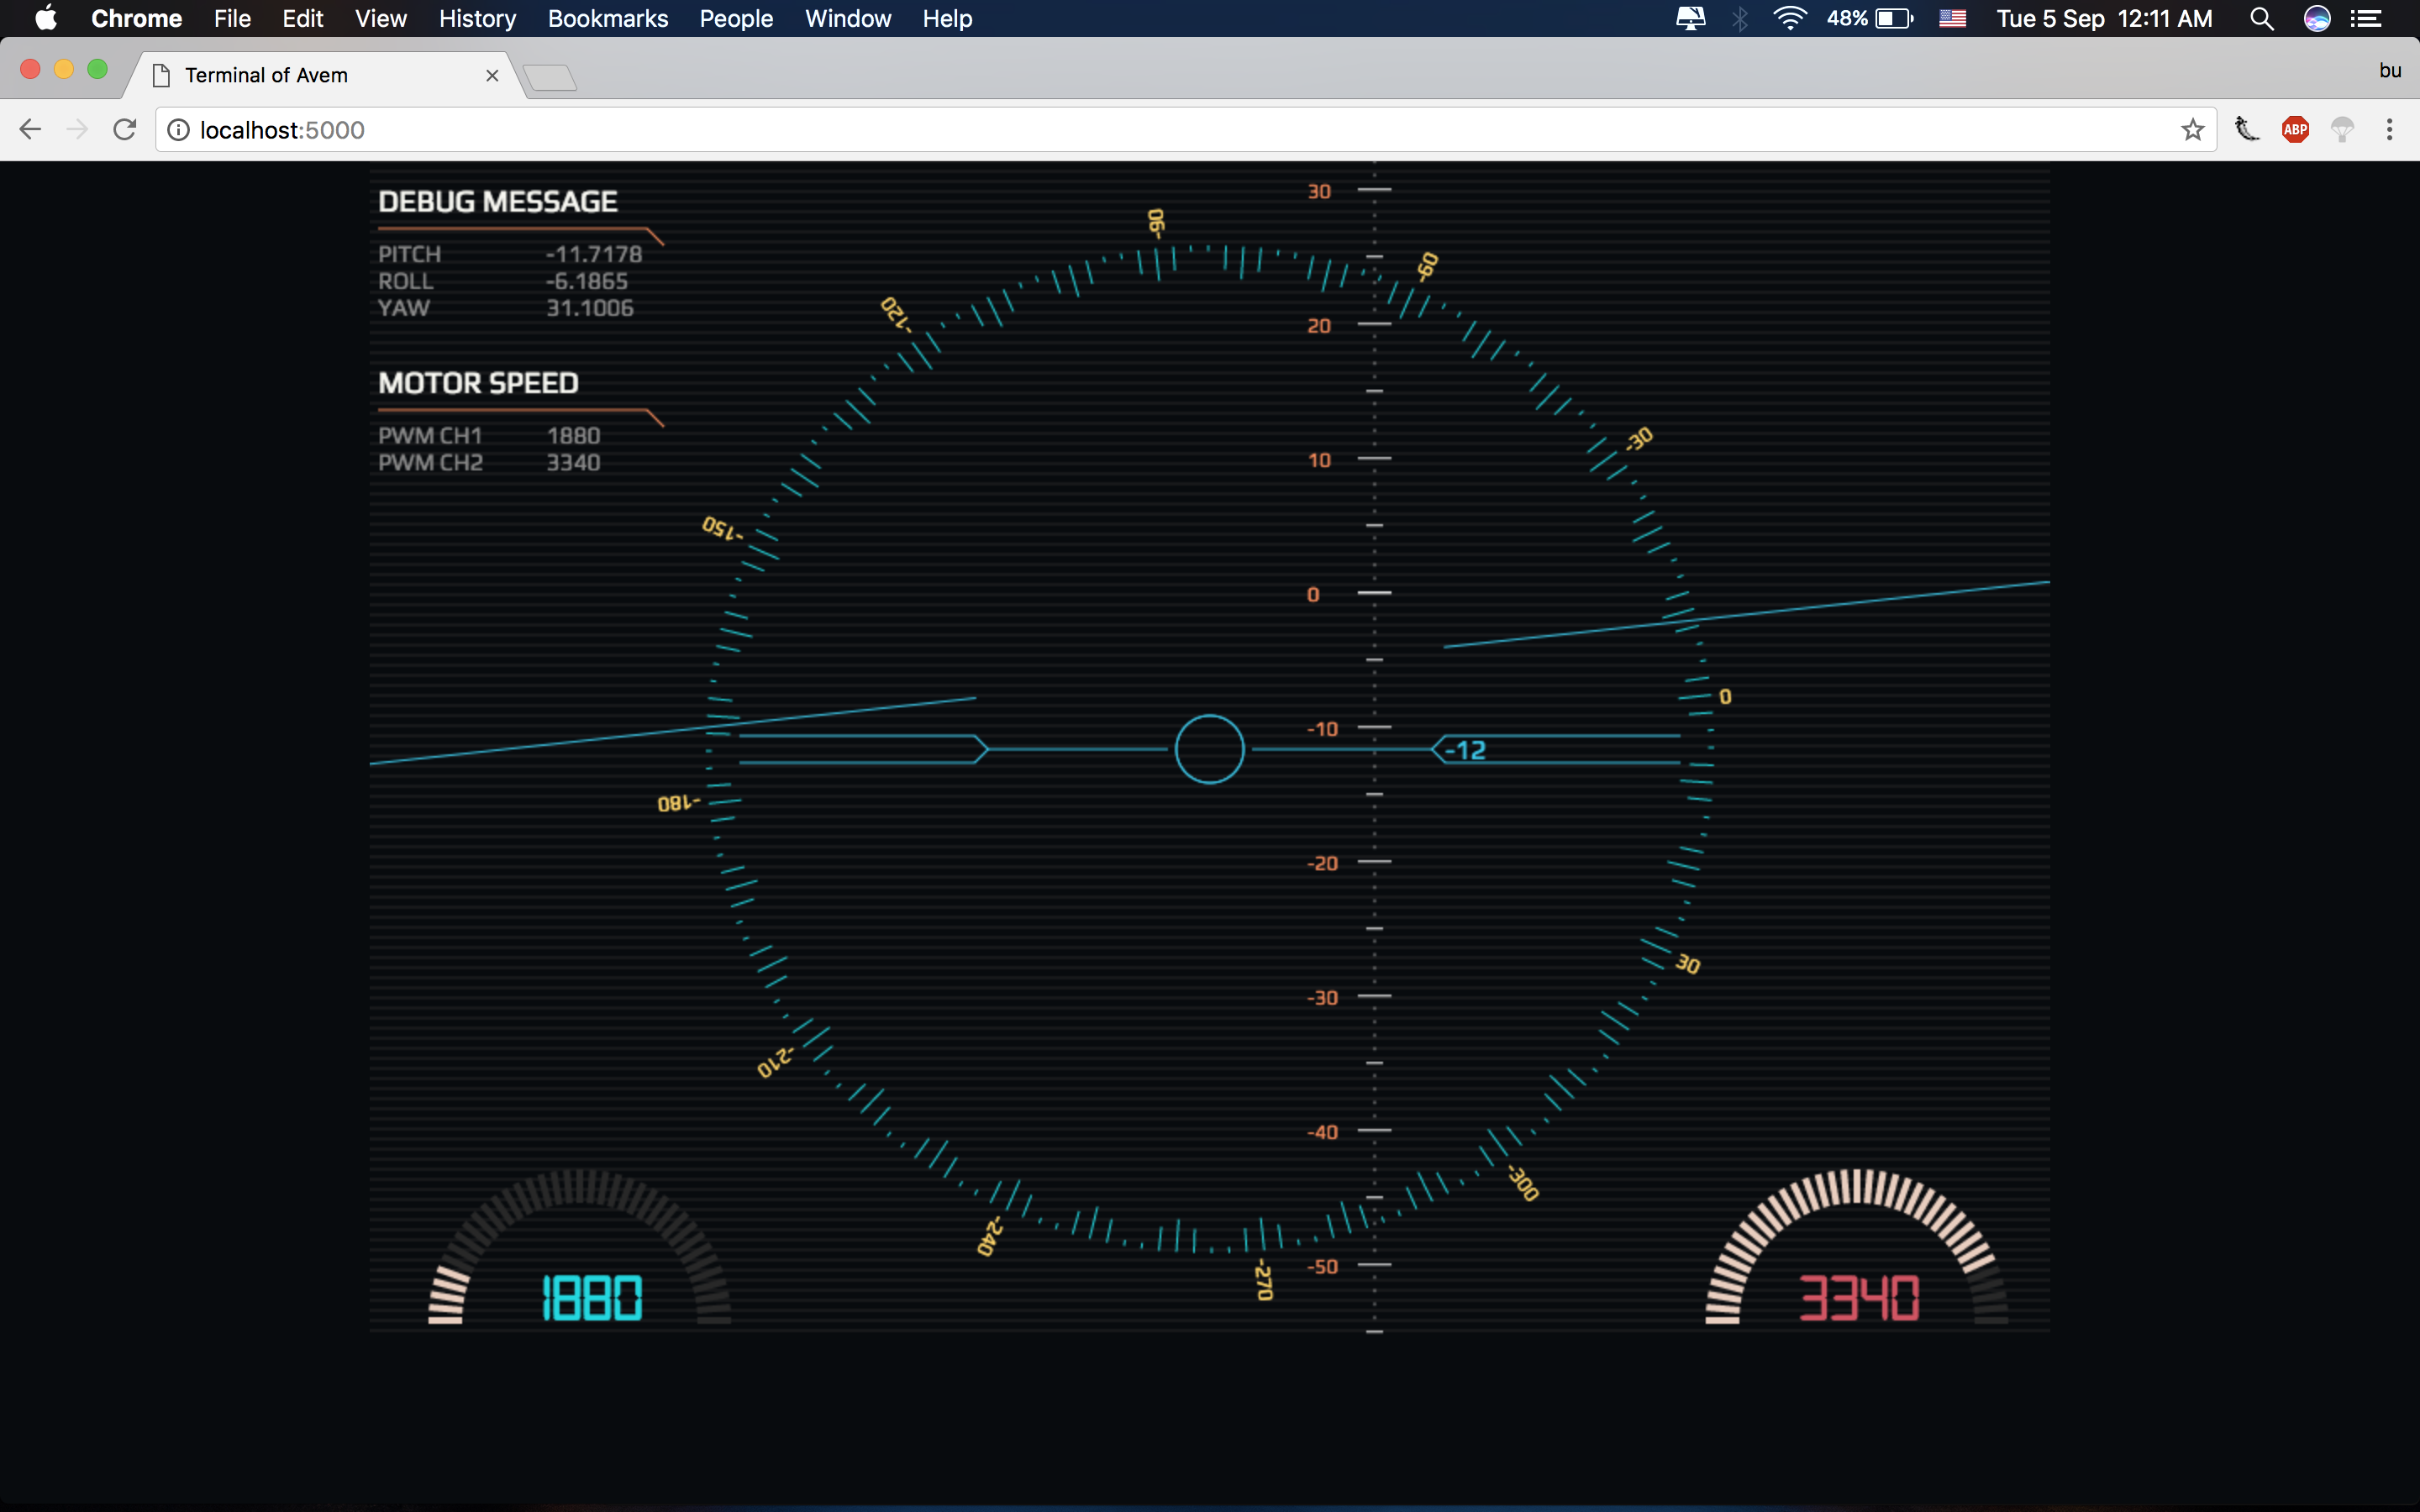 Chrome File Edit View History Bookmarks People Window Help 48% Tue 5 Sep 12:11 AM
Terminal of Avem
bu
localhost:5000
ABP
DEBUG MESSAGE
PITCH -11.7178
ROLL -6.1865
YAW 31.1006
MOTOR SPEED
PWM CH1 1880
PWM CH2 3340
30
20
10
0
-10
-20
-30
-40
-50
-12
-90
-60
-30
0
30
-300
-270
-240
-210
-180
-150
-120
1880
3340